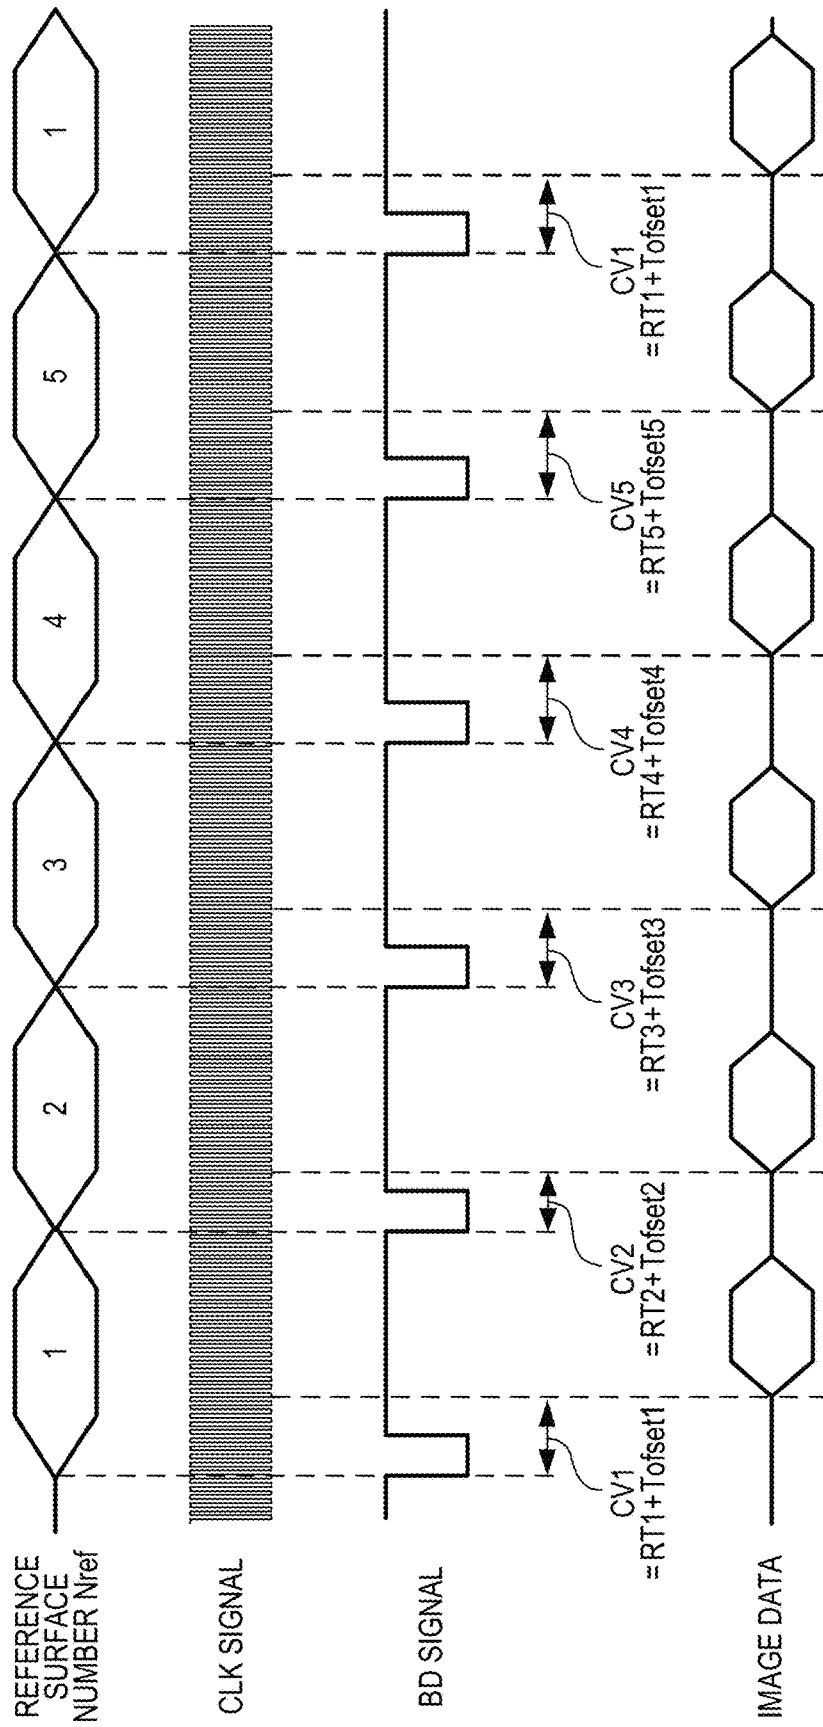 REFERENCE
SURFACE
NUMBER Nref
1
2
3
4
5
1
CLK SIGNAL
BD SIGNAL
CV1
=RT1+Tofset1
CV2
=RT2+Tofset2
CV3
=RT3+Tofset3
CV4
=RT4+Tofset4
CV5
=RT5+Tofset5
CV1
=RT1+Tofset1
IMAGE DATA